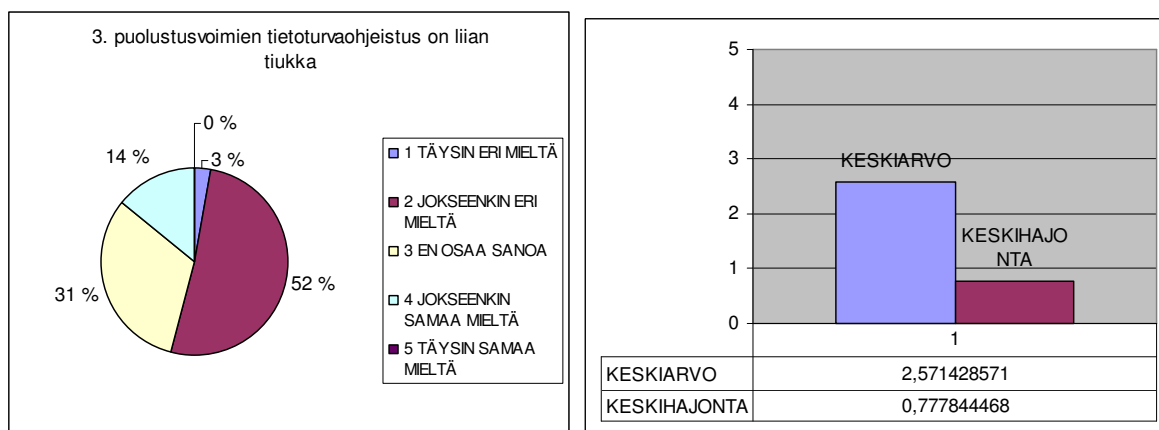 3. puolustusvoimien tietoturvaohjeistus on liian
tiukka
0 %
3 %
14 %
31 %
52 %
1 TÄYSIN ERI MIELTÄ
2 JOKSEENKIN ERI
MIELTÄ
3 EN OSAA SANOA
4 JOKSEENKIN
SAMAA MIELTÄ
5 TÄYSIN SAMAA
MIELTÄ
5
4
3
2
1
0
KESKIARVO
KESKIHAJO
NTA
1
KESKIARVO 2,571428571
KESKIHAJONTA 0,777844468